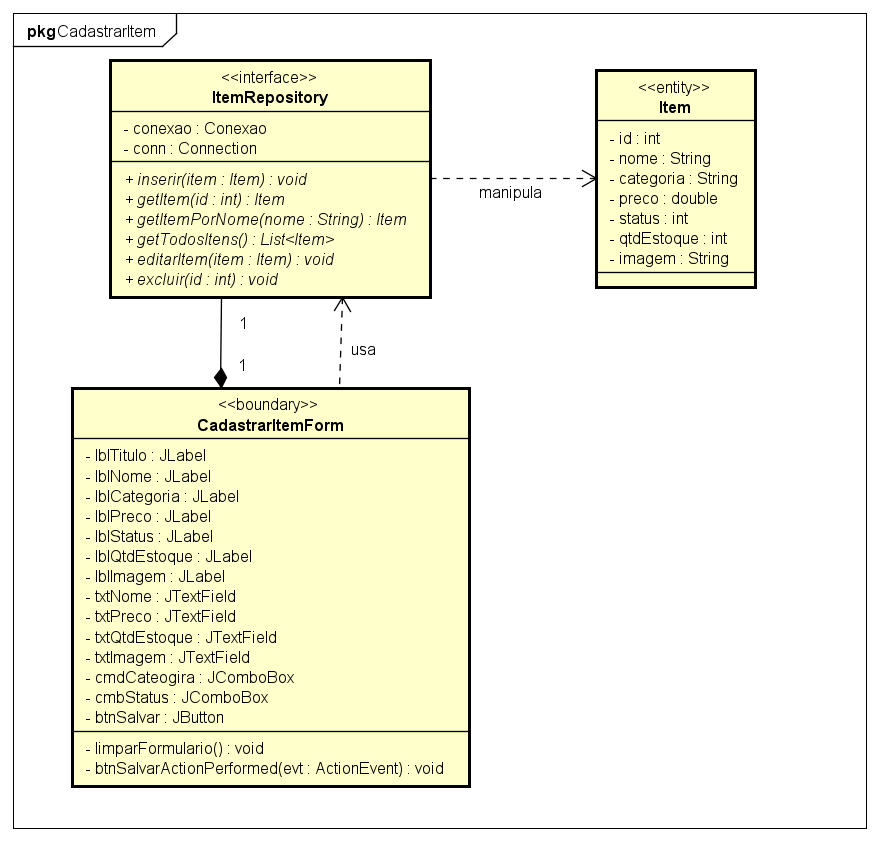 pkg CadastrarItem
<<interface>>
ItemRepository
- conexao : Conexao
- conn : Connection
+ inserir(item : Item) : void
+ getItem(id : int) : Item
+ getItemPorNome(nome : String) : Item
+ getTodosItens() : List<Item>
+ editarItem(item : Item) : void
+ excluir(id : int) : void
manipula
<<entity>>
Item
- id : int
- nome : String
- categoria : String
- preco : double
- status : int
- qtdEstoque : int
- imagem : String
1
1
usa
<<boundary>>
CadastrarItemForm
- lblTitulo : JLabel
- lblNome : JLabel
- lblCategoria : JLabel
- lblPreco : JLabel
- lblStatus : JLabel
- lblQtdEstoque : JLabel
- lblImagem : JLabel
- txtNome : JTextField
- txtPreco : JTextField
- txtQtdEstoque : JTextField
- txtImagem : JTextField
- cmdCateogira : JComboBox
- cmbStatus : JComboBox
- btnSalvar : JButton
- limparFormulario() : void
- btnSalvarActionPerformed(evt : ActionEvent) : void